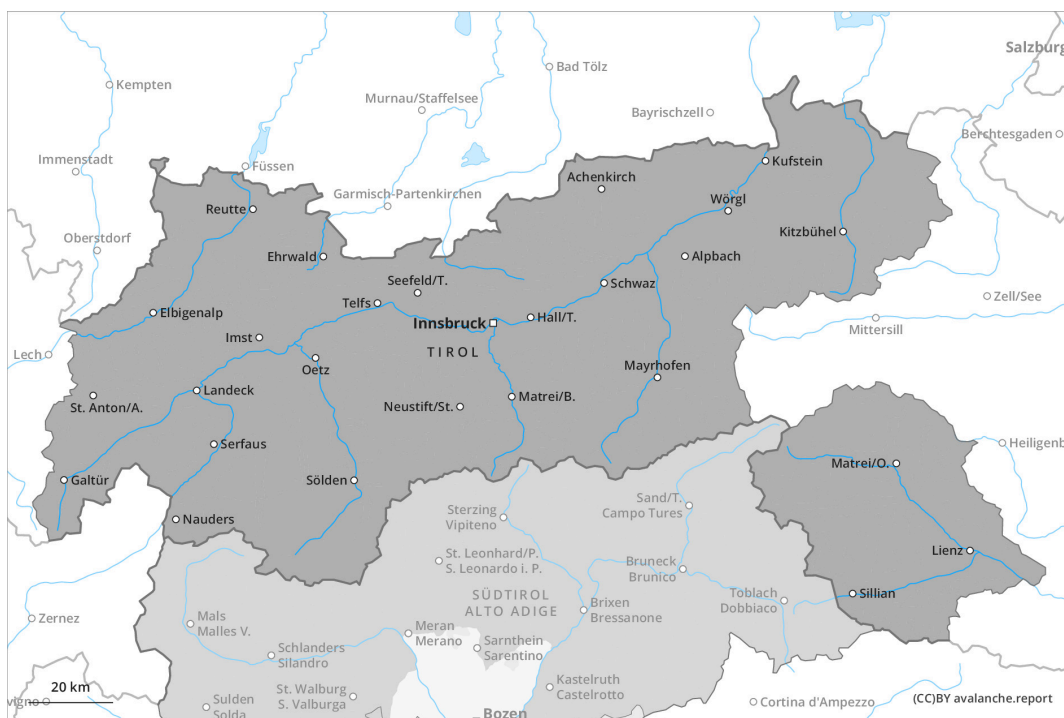 Salzburg
Kempten
Bad Tölz
Murnau/Staffelsee
Bayrischzell
Berchtesgaden
Immenstadt
Füssen
Kufstein
Achenkirch
Garmisch-Partenkirchen
Reutte
Wörgl
Oberstdorf
Kitzbühel
Ehrwald
Alpbach
Seefeld/T.
Schwaz
Zell/See
Telfs
Elbigenalp
Innsbruck
Hall/T.
Mittersill
Imst
TIROL
Lech
Oetz
Mayrhofen
Landeck
St. Anton/A.
Neustift/St.
Matrei/B.
Serfaus
Heiligenb
Matrei/O.
Galtür
Sölden
Sand/T.
Campo Tures
Sterzing
Vipiteno
Nauders
Lienz
St. Leonhard/P.
S. Leonardo i. P.
Bruneck
Brunico
SÜDTIROL
ALTO ADIGE
Sillian
Toblach
Dobbiaco
Brixen
Bressanone
Zernez
Mals
Malles V.
Meran
Merano
Sarnthein
Sarentino
Schlanders
Silandro
Kastelruth
Castelrotto
20 km
St. Walburg
S. Valburga
vigno
Sulden
Solda
Cortina d'Ampezzo
(CC)BY avalanche.report
Bozen